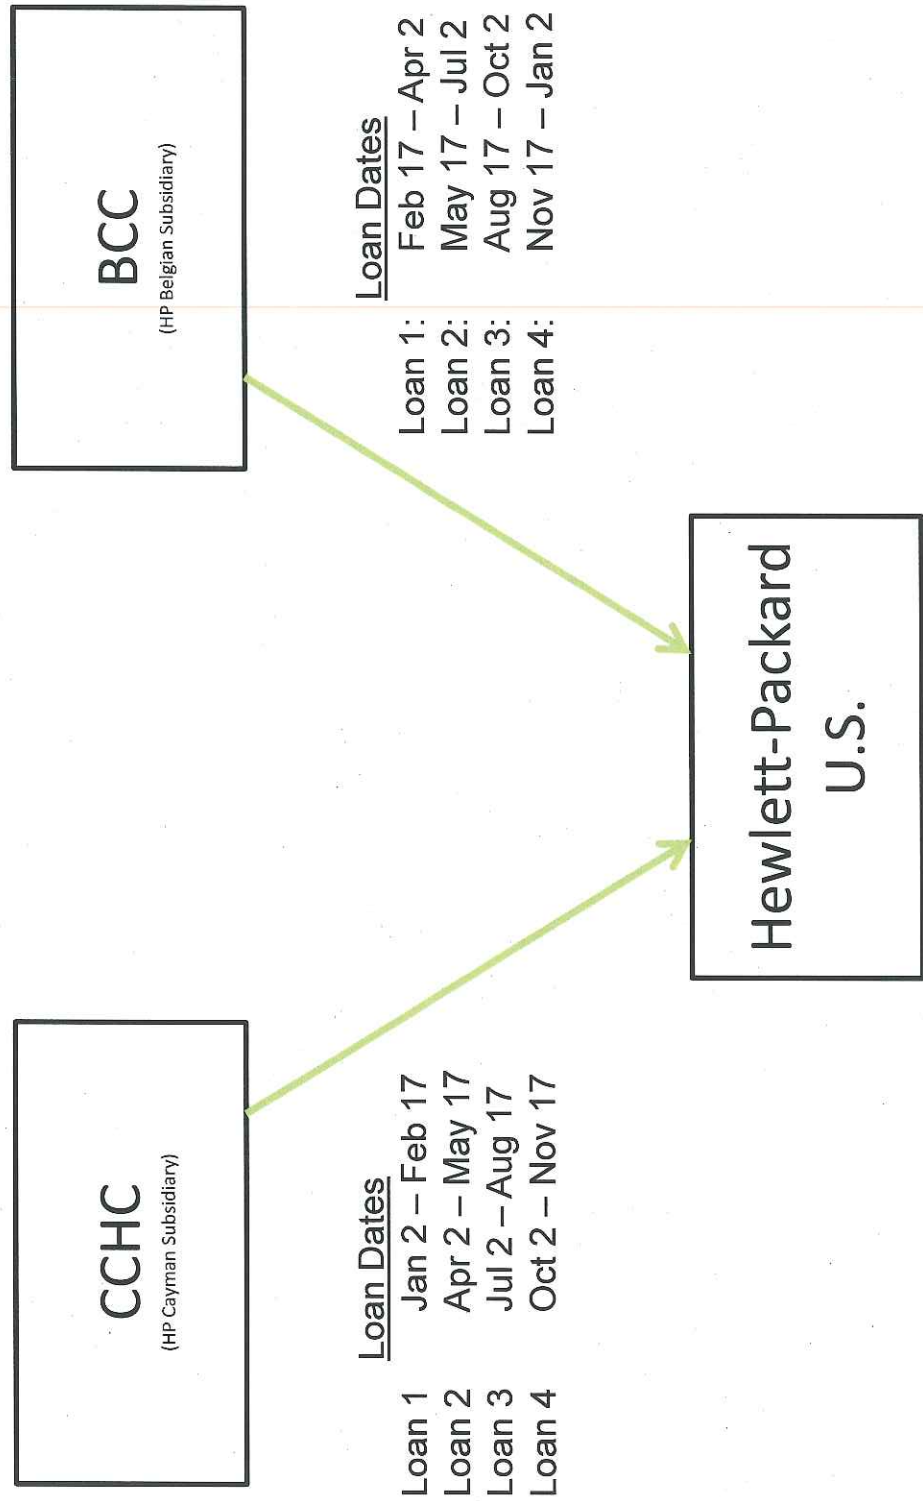 CCHC
(HP Cayman Subsidiary)
BCC
(HP Belgian Subsidiary)
Loan Dates
Loan 1 Jan 2 – Feb 17
Loan 2 Apr 2 – May 17
Loan 3 Jul 2 – Aug 17
Loan 4 Oct 2 – Nov 17
Loan Dates
Loan 1: Feb 17 – Apr 2
Loan 2: May 17 – Jul 2
Loan 3: Aug 17 – Oct 2
Loan 4: Nov 17 – Jan 2
Hewlett-Packard
U.S.